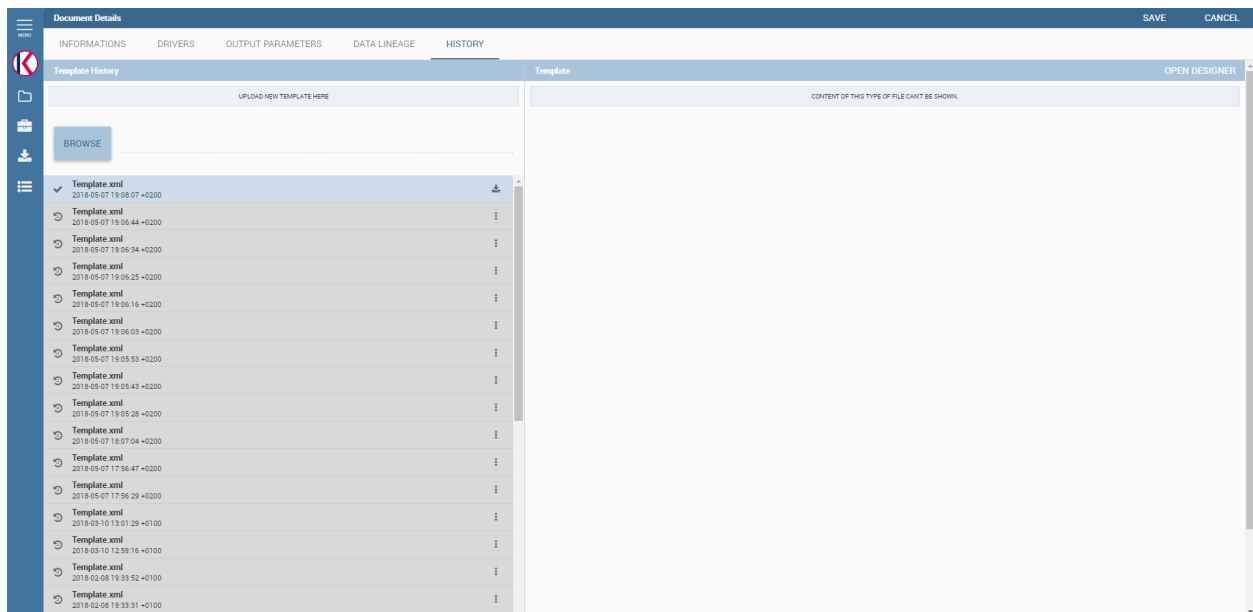 Document Details
SAVE
CANCEL
MENU
INFORMATIONS
DRIVERS
OUTPUT PARAMETERS
DATA LINEAGE
HISTORY
Template History
Template
OPEN DESIGNER
UPLOAD NEW TEMPLATE HERE
CONTENT OF THIS TYPE OF FILE CAN'T BE SHOWN.
BROWSE
Template.xml
2018-05-07 19:08:07 +0200
Template.xml
2018-05-07 19:06:44 +0200
Template.xml
2018-05-07 19:06:34 +0200
Template.xml
2018-05-07 19:06:25 +0200
Template.xml
2018-05-07 19:06:16 +0200
Template.xml
2018-05-07 19:06:03 +0200
Template.xml
2018-05-07 19:05:53 +0200
Template.xml
2018-05-07 19:05:43 +0200
Template.xml
2018-05-07 19:05:28 +0200
Template.xml
2018-05-07 18:07:04 +0200
Template.xml
2018-05-07 17:56:47 +0200
Template.xml
2018-05-07 17:56:29 +0200
Template.xml
2018-03-10 13:01:29 +0100
Template.xml
2018-03-10 12:59:16 +0100
Template.xml
2018-02-08 19:33:52 +0100
Template.xml
2018-02-08 19:33:31 +0100